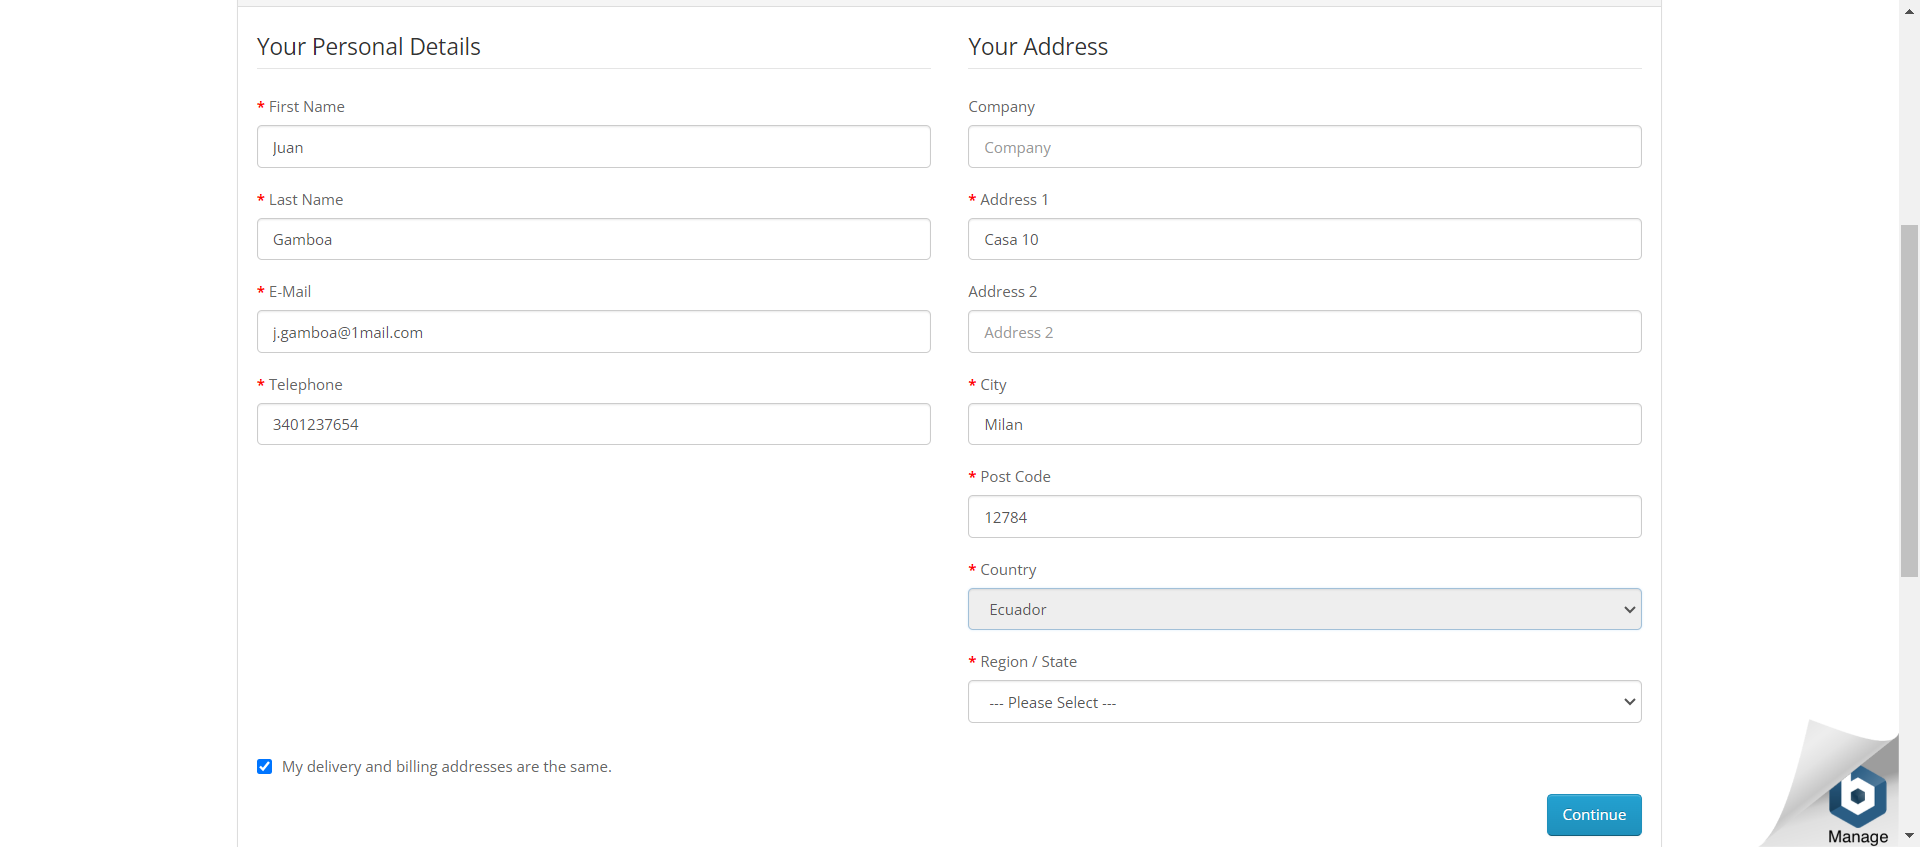 Your Personal Details
* First Name
Juan
* Last Name
Gamboa
* E-Mail
j.gamboa@1mail.com
* Telephone
3401237654
Your Address
Company
Company
* Address 1
Casa 10
Address 2
Address 2
* City
Milan
* Post Code
12784
* Country
Ecuador
* Region / State
--- Please Select ---
My delivery and billing addresses are the same.
Continue
b
Manage